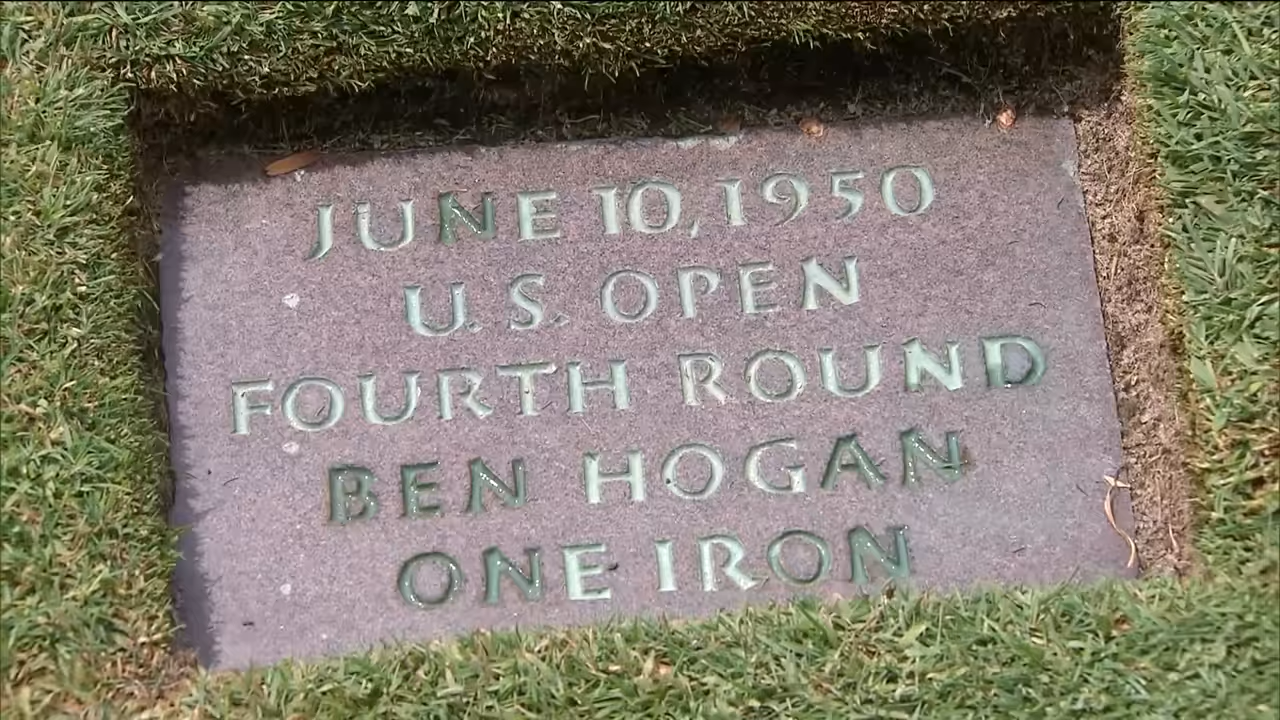 JUNE 10, 1950
U.S. OPEN
FOURTH ROUND
BEN HOGAN
ONE IRON